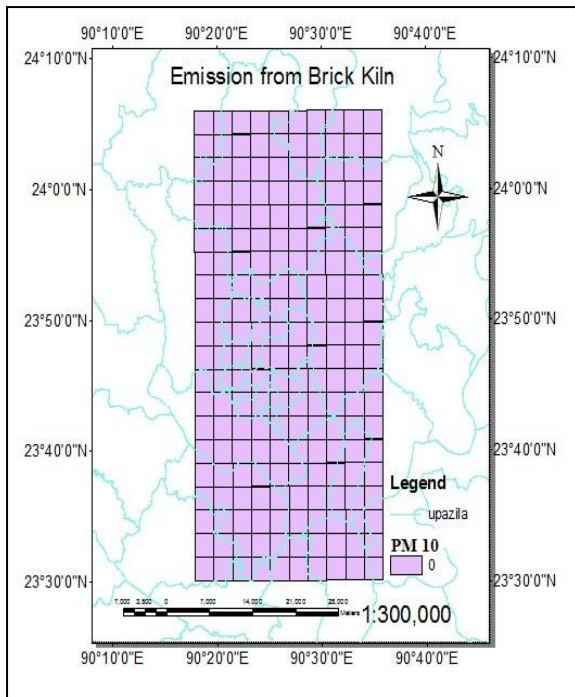 90°10'0"E 90°20'0"E 90°30'0"E 90°40'0"E
24°10'0"N 24°10'0"N
Emission from Brick Kiln
N
24°0'0"N 24°0'0"N
23°50'0"N 23°50'0"N
23°40'0"N 23°40'0"N
Legend
upazila
PM 10
0
23°30'0"N 23°30'0"N
7,000 3,500 0 7,000 14,000 21,000 28,000
Meters
1:300,000
90°10'0"E 90°20'0"E 90°30'0"E 90°40'0"E